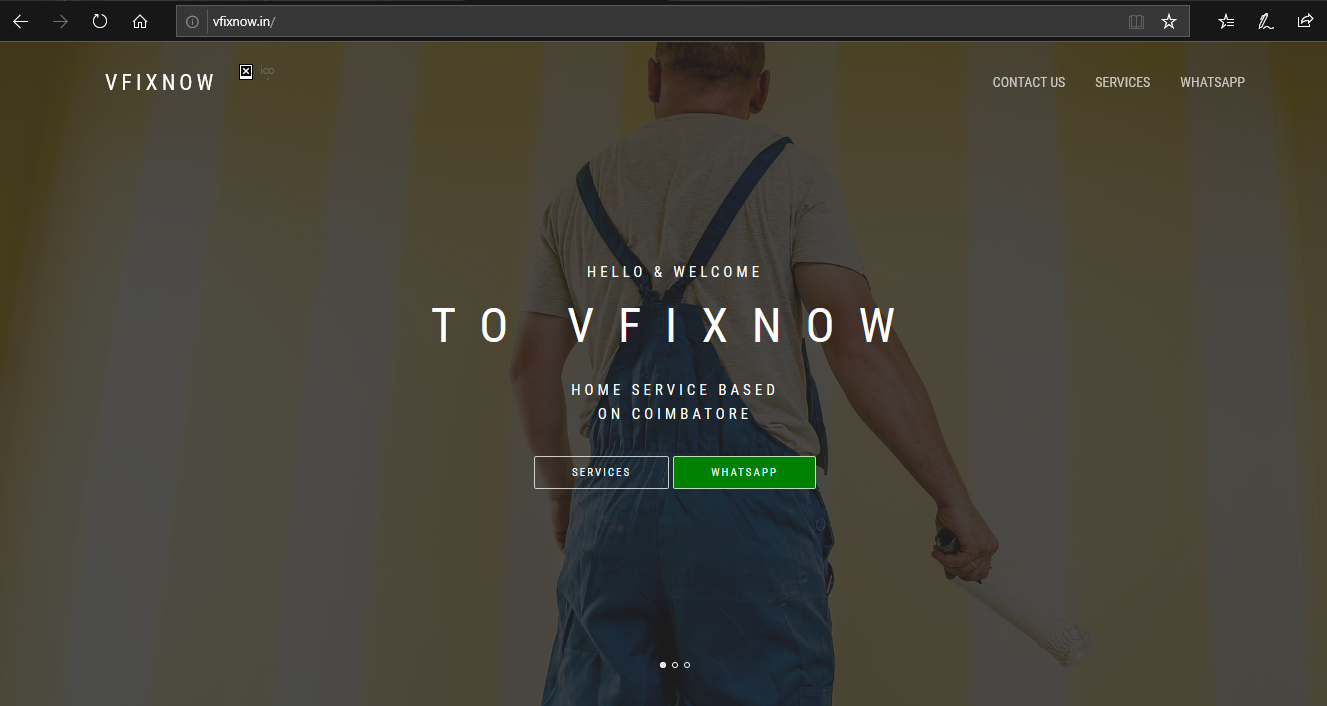 vfixnow.in/
VFIXNOW
ico
CONTACT US
SERVICES
WHATSAPP
HELLO & WELCOME
TO VFIXNOW
HOME SERVICE BASED
ON COIMBATORE
SERVICES
WHATSAPP